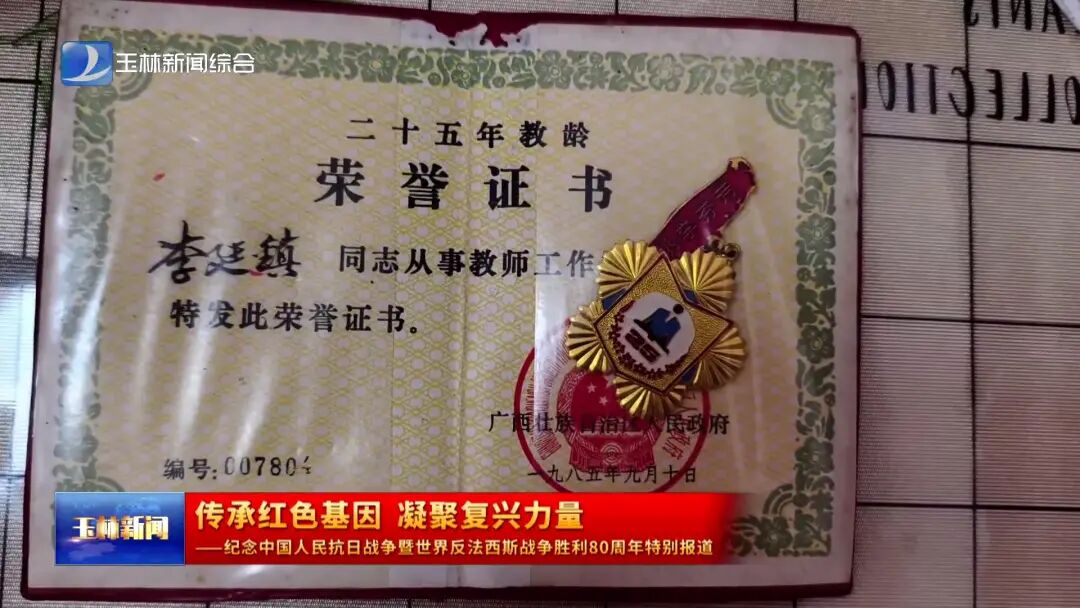 玉林新闻综合
二十五年教龄
荣誉证书
李廷镇 同志从事教师工作
特发此荣誉证书。
25
广西壮族自治区人民政府
一九八五年九月十日
编号:007804
COLLECTION
玉林新闻
传承红色基因 凝聚复兴力量
——纪念中国人民抗日战争暨世界反法西斯战争胜利80周年特别报道